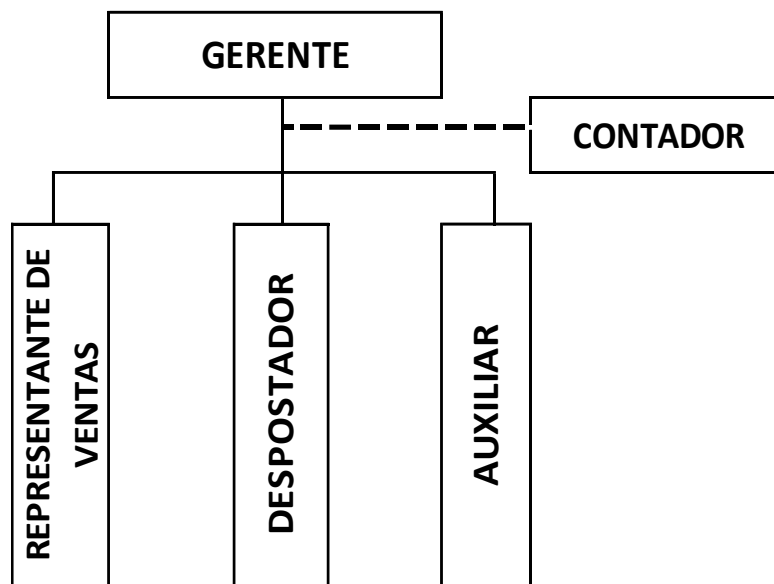 GERENTE
CONTADOR
REPRESENTANTE DE
VENTAS
DESPOSTADOR
AUXILIAR